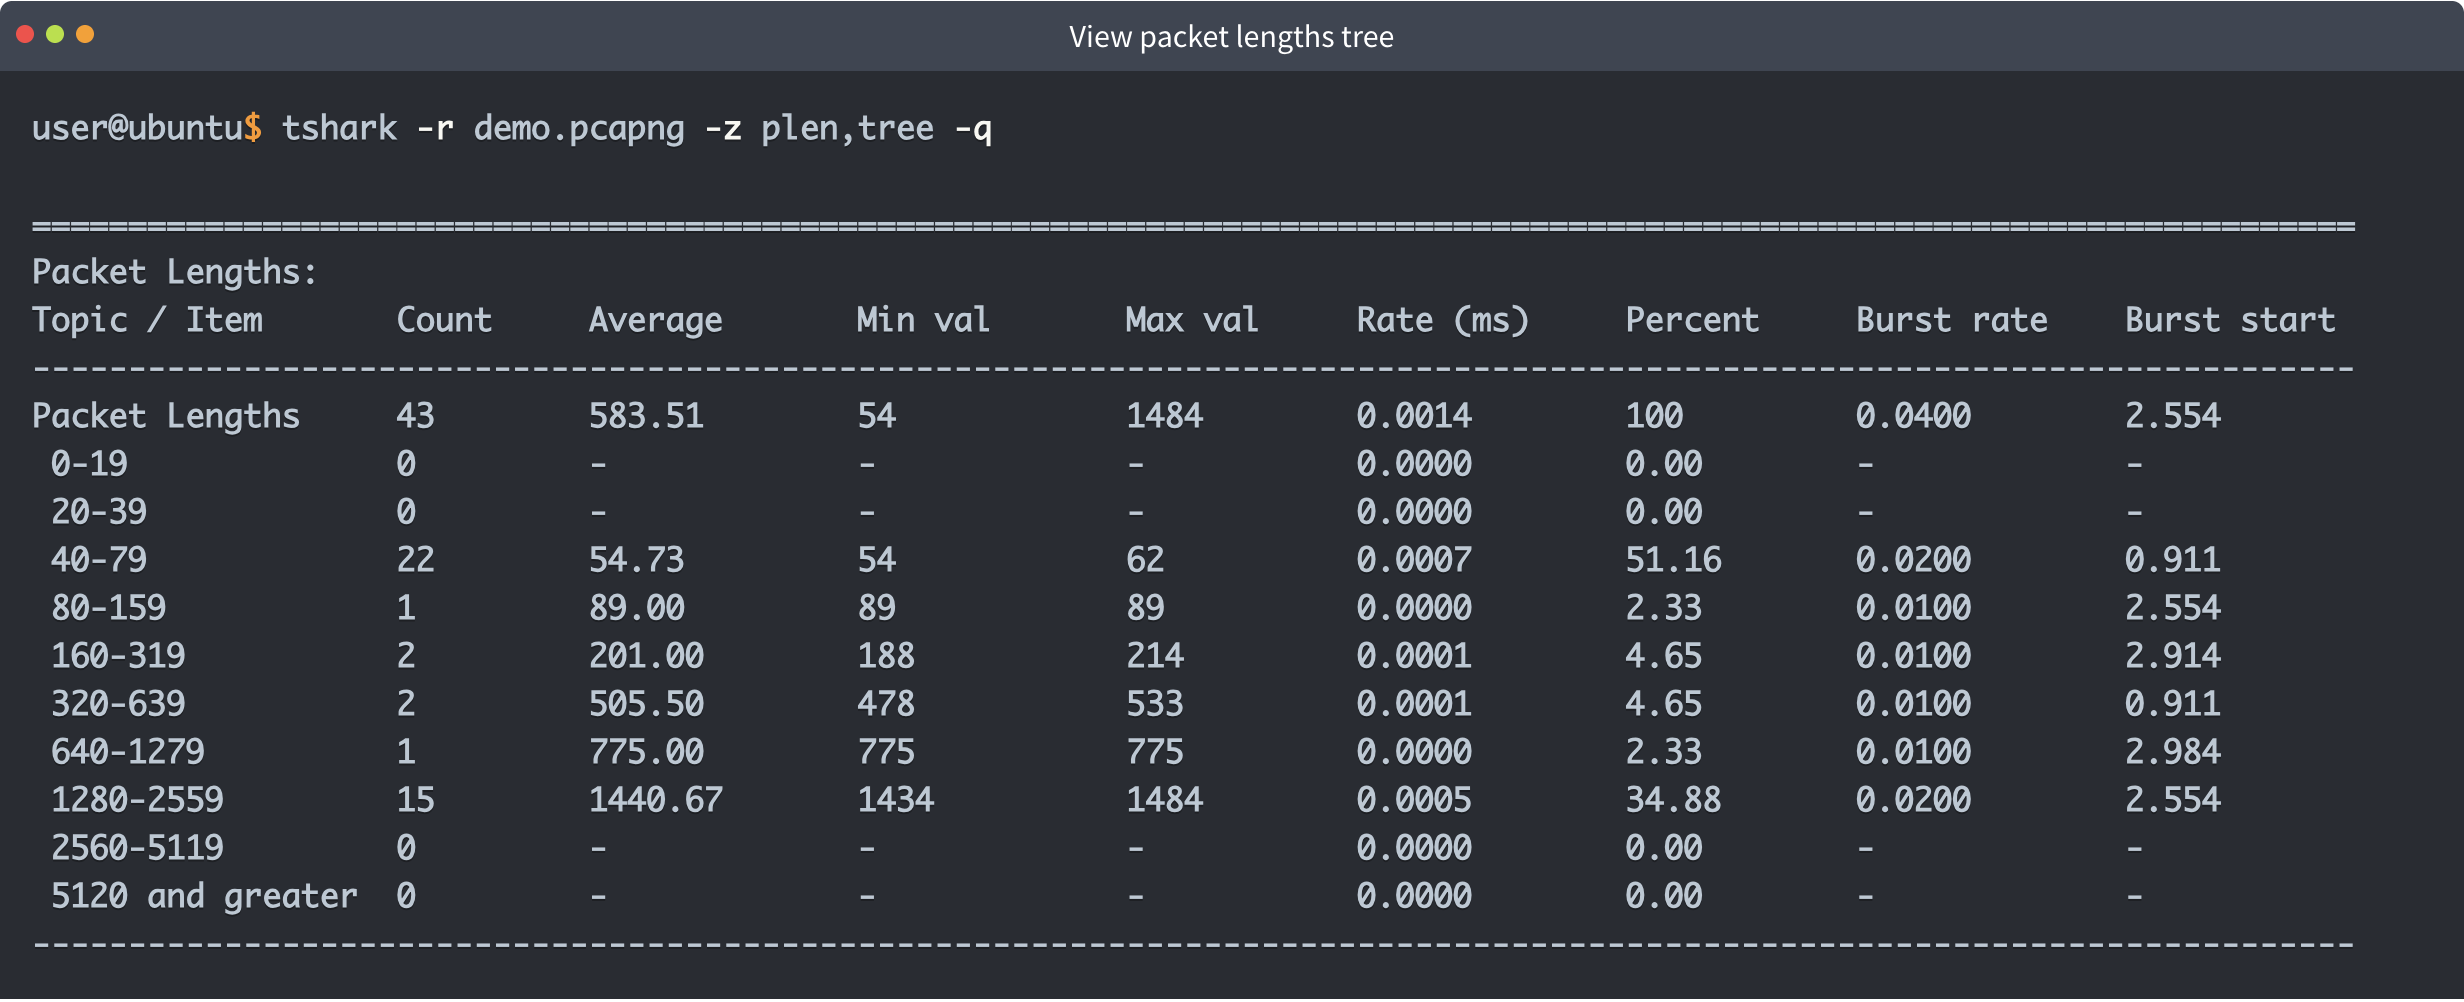 View packet lengths tree
user@ubuntu$ tshark -r demo.pcapng -z plen,tree -q
=========================================================================================================================
Packet Lengths:
Topic / Item       Count     Average       Min val       Max val     Rate (ms)     Percent     Burst rate    Burst start
-------------------------------------------------------------------------------------------------------------------------
Packet Lengths     43        583.51        54            1484        0.0014        100         0.0400        2.554
 0-19              0         -             -             -           0.0000        0.00        -             -
 20-39             0         -             -             -           0.0000        0.00        -             -
 40-79             22        54.73         54            62          0.0007        51.16       0.0200        0.911
 80-159            1         89.00         89            89          0.0000        2.33        0.0100        2.554
 160-319           2         201.00        188           214         0.0001        4.65        0.0100        2.914
 320-639           2         505.50        478           533         0.0001        4.65        0.0100        0.911
 640-1279          1         775.00        775           775         0.0000        2.33        0.0100        2.984
 1280-2559         15        1440.67       1434          1484        0.0005        34.88       0.0200        2.554
 2560-5119         0         -             -             -           0.0000        0.00        -             -
 5120 and greater  0         -             -             -           0.0000        0.00        -             -
-------------------------------------------------------------------------------------------------------------------------